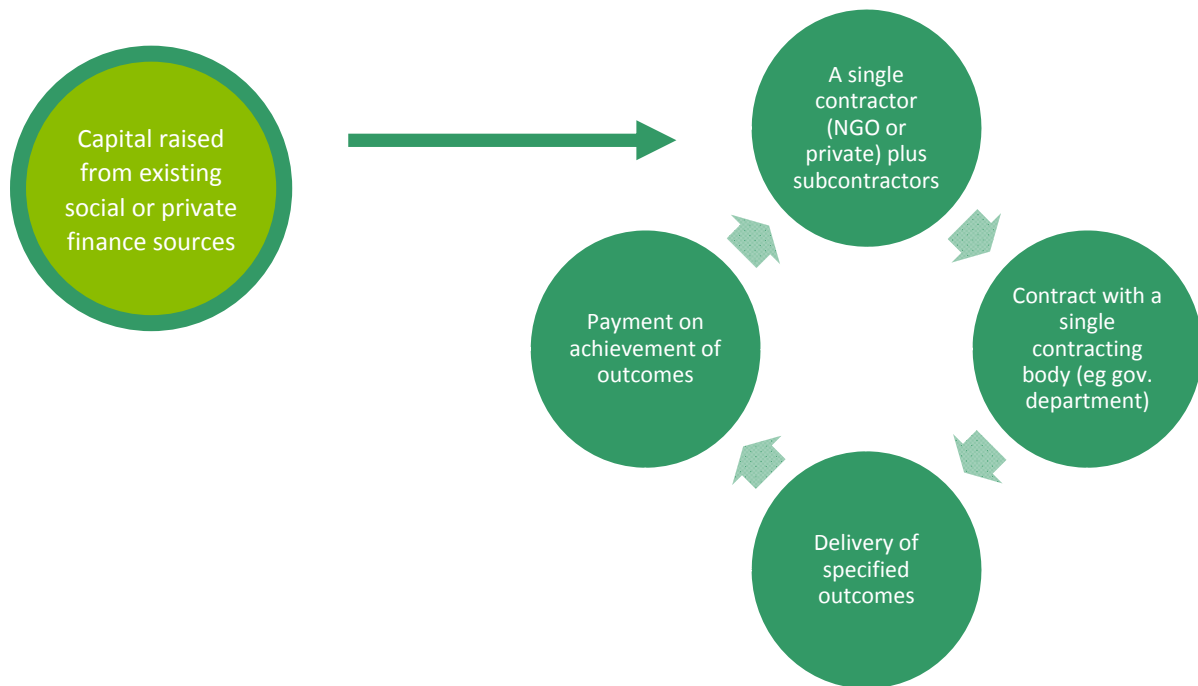 Capital raised
from existing
social or private
finance sources
A single
contractor
(NGO or
private) plus
subcontractors
Contract with a
single
contracting
body (eg gov.
department)
Delivery of
specified
outcomes
Payment on
achievement of
outcomes